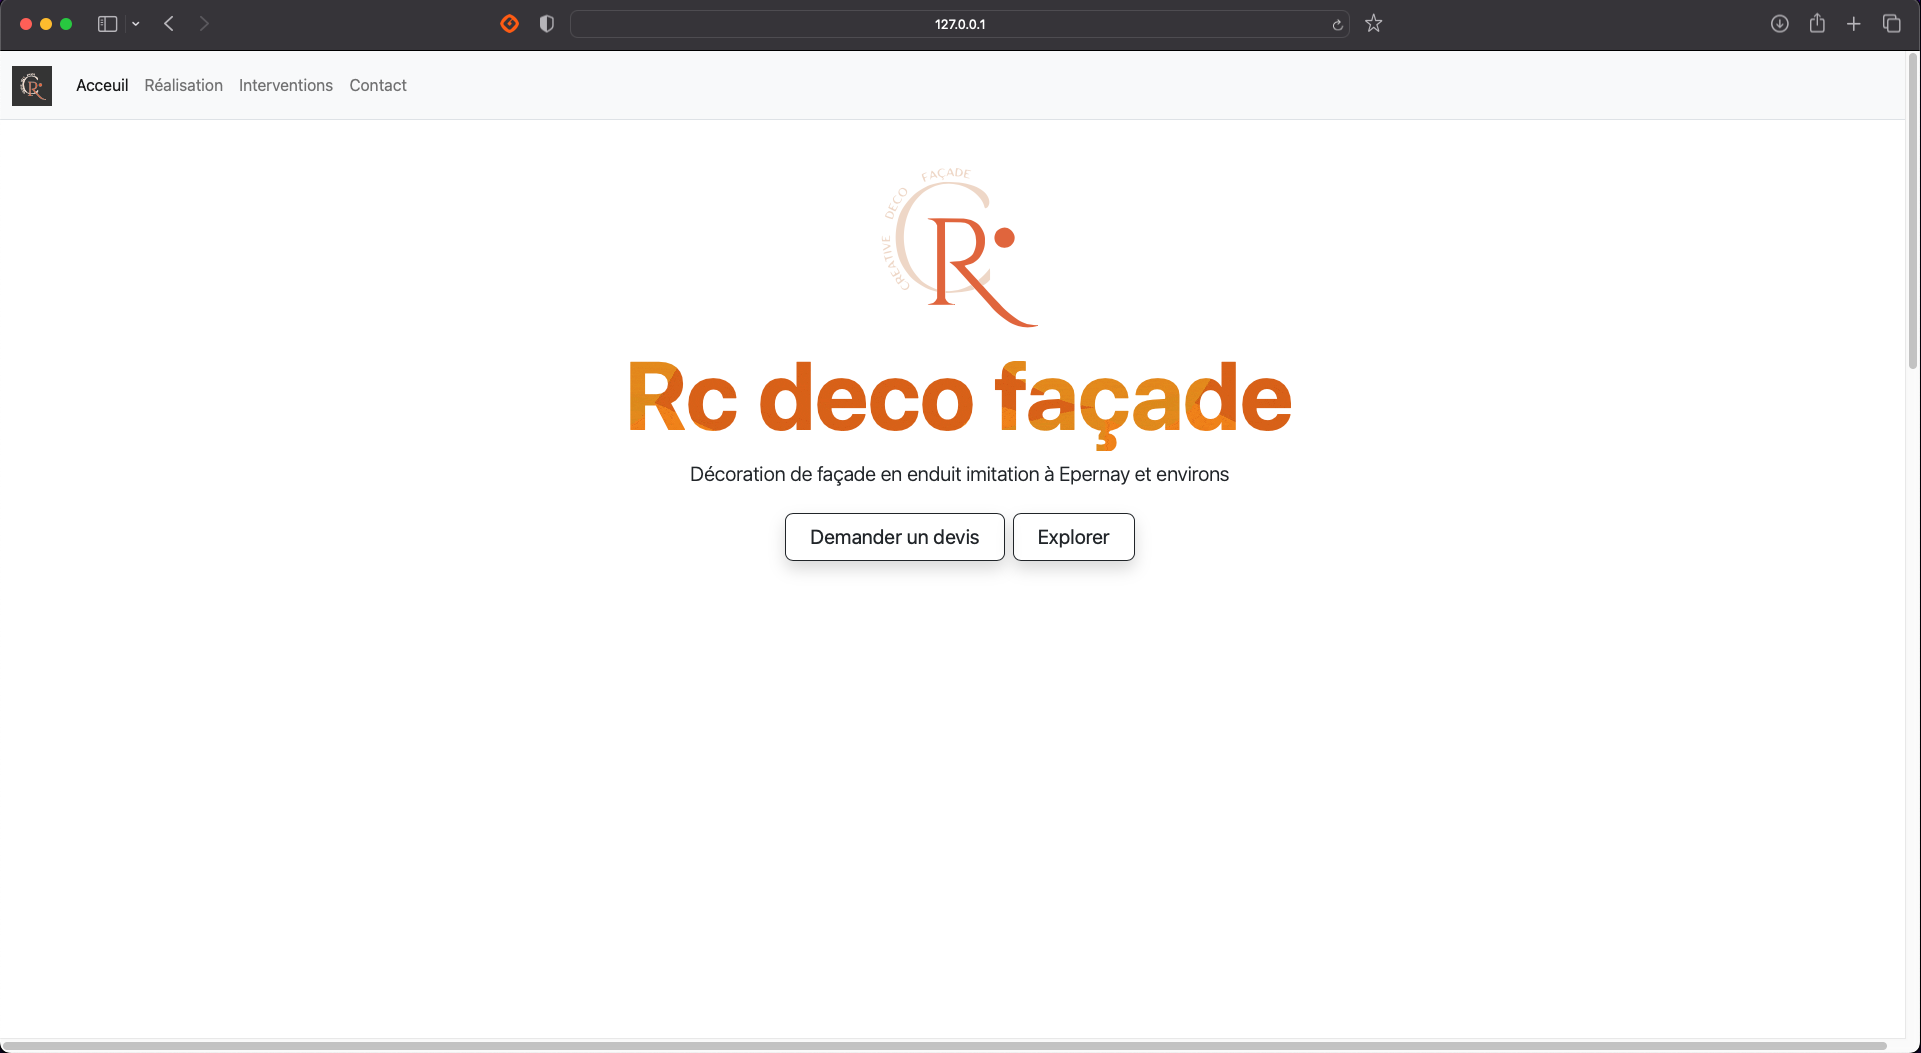 127.0.0.1
Acceuil Réalisation Interventions Contact
CREATIVE DECO FAÇADE
R
Rc deco façade
Décoration de façade en enduit imitation à Epernay et environs
Demander un devis Explorer